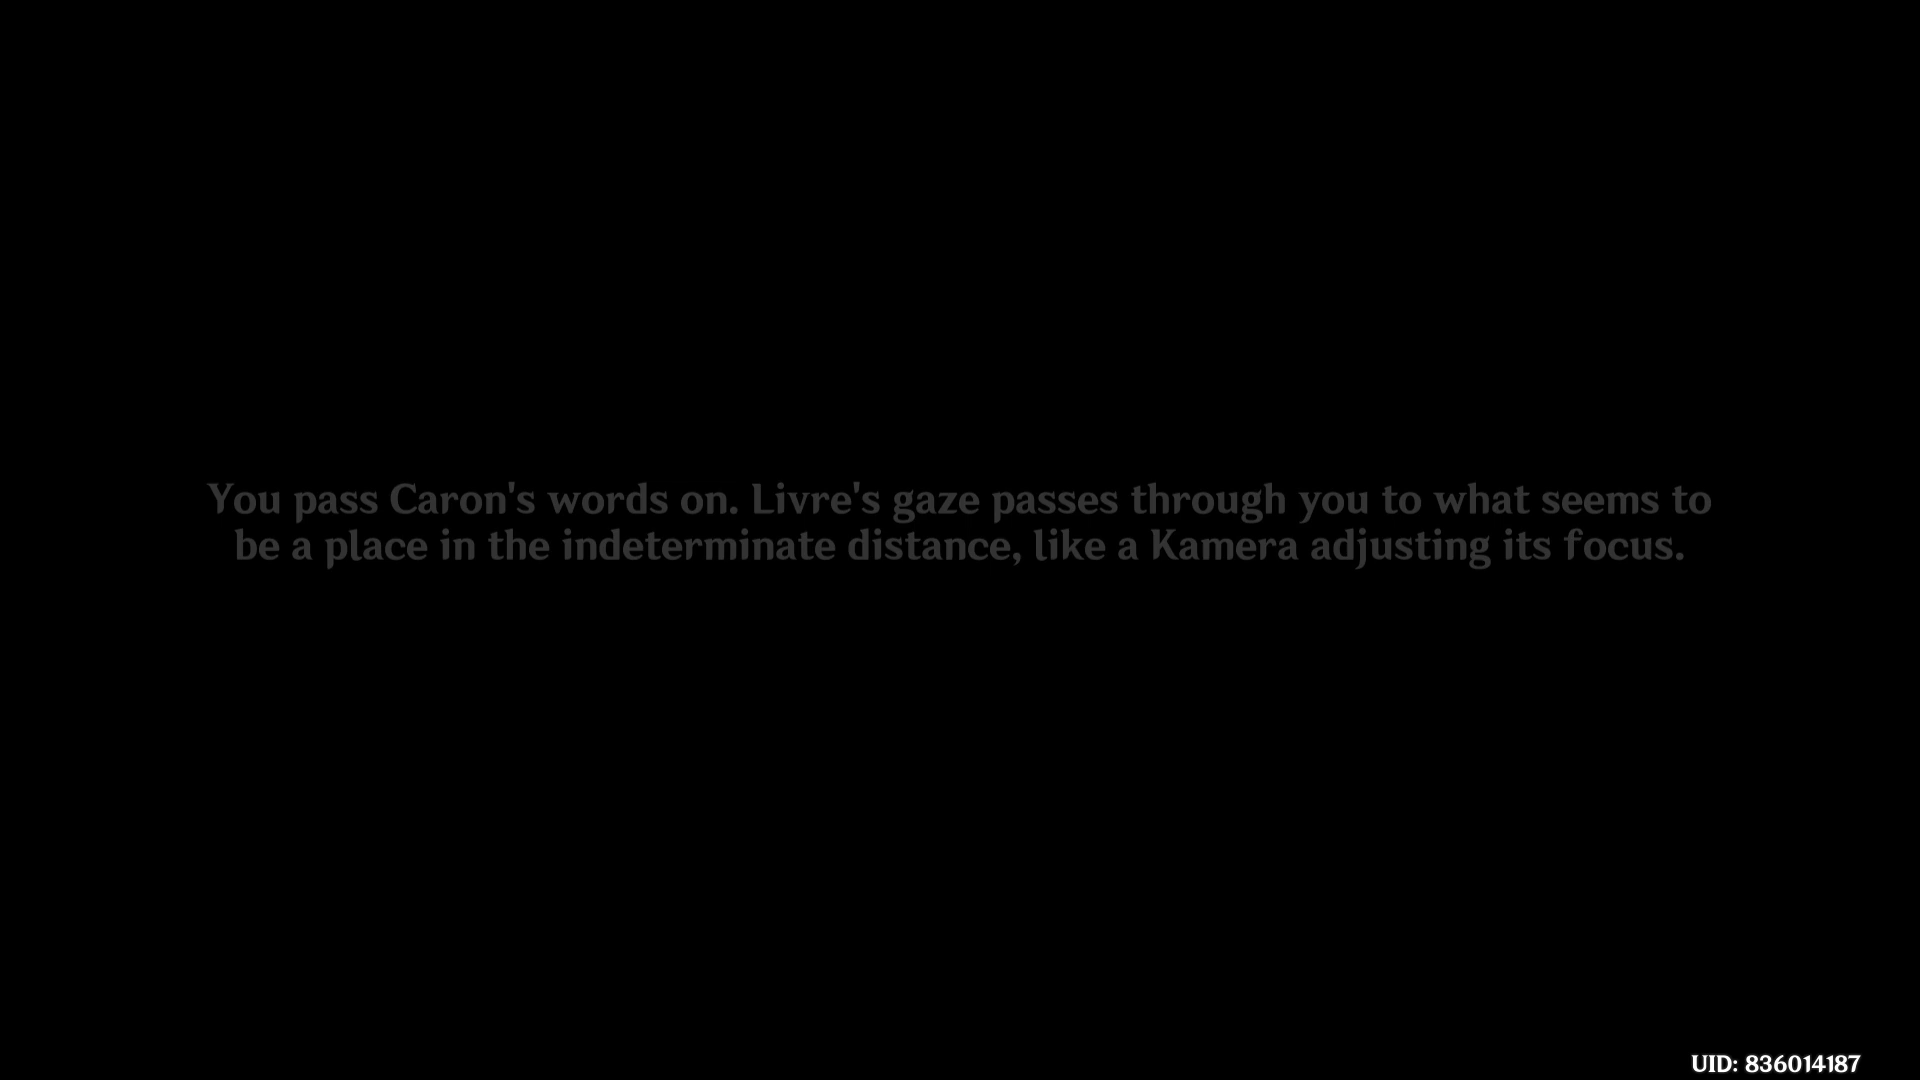 You pass Caron's words on. Livre's gaze passes through you to what seems to
be a place in the indeterminate distance, like a Kamera adjusting its focus.
UID: 836014187